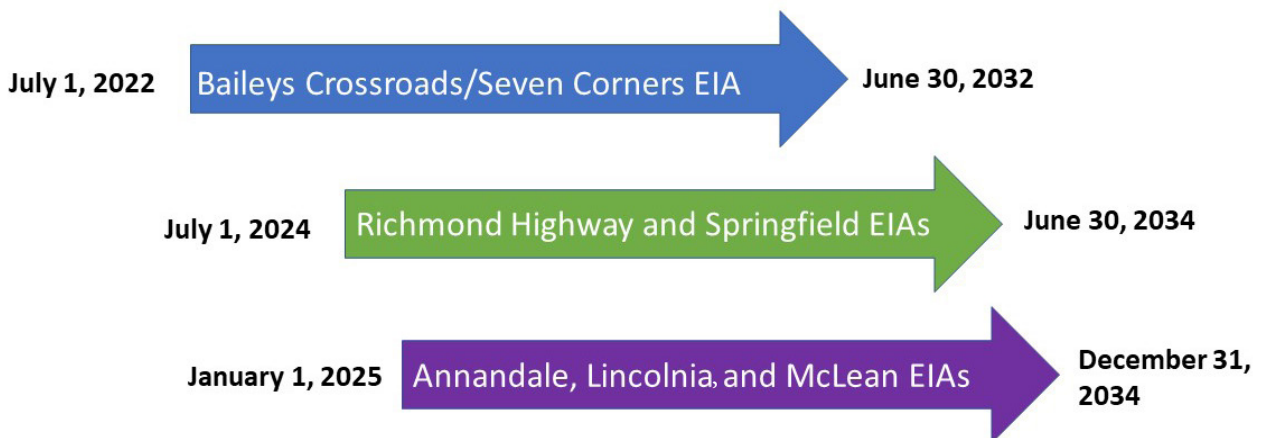 July 1, 2022
Baileys Crossroads/Seven Corners EIA
June 30, 2032
July 1, 2024
Richmond Highway and Springfield EIAs
June 30, 2034
January 1, 2025
Annandale, Lincolnia, and McLean EIAs
December 31,
2034